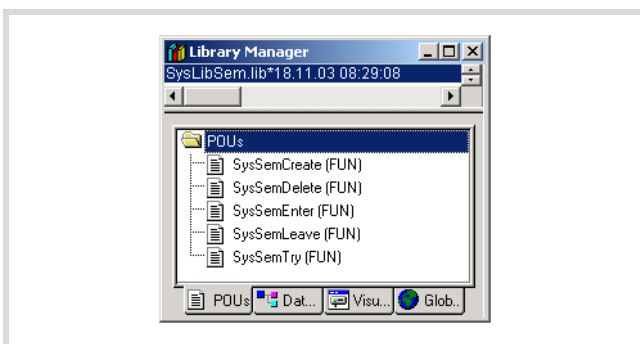 Library Manager
SysLibSem.lib*18.11.03 08:29:08
POUs
SysSemCreate (FUN)
SysSemDelete (FUN)
SysSemEnter (FUN)
SysSemLeave (FUN)
SysSemTry (FUN)
POUs Dat... Visu... Glob..